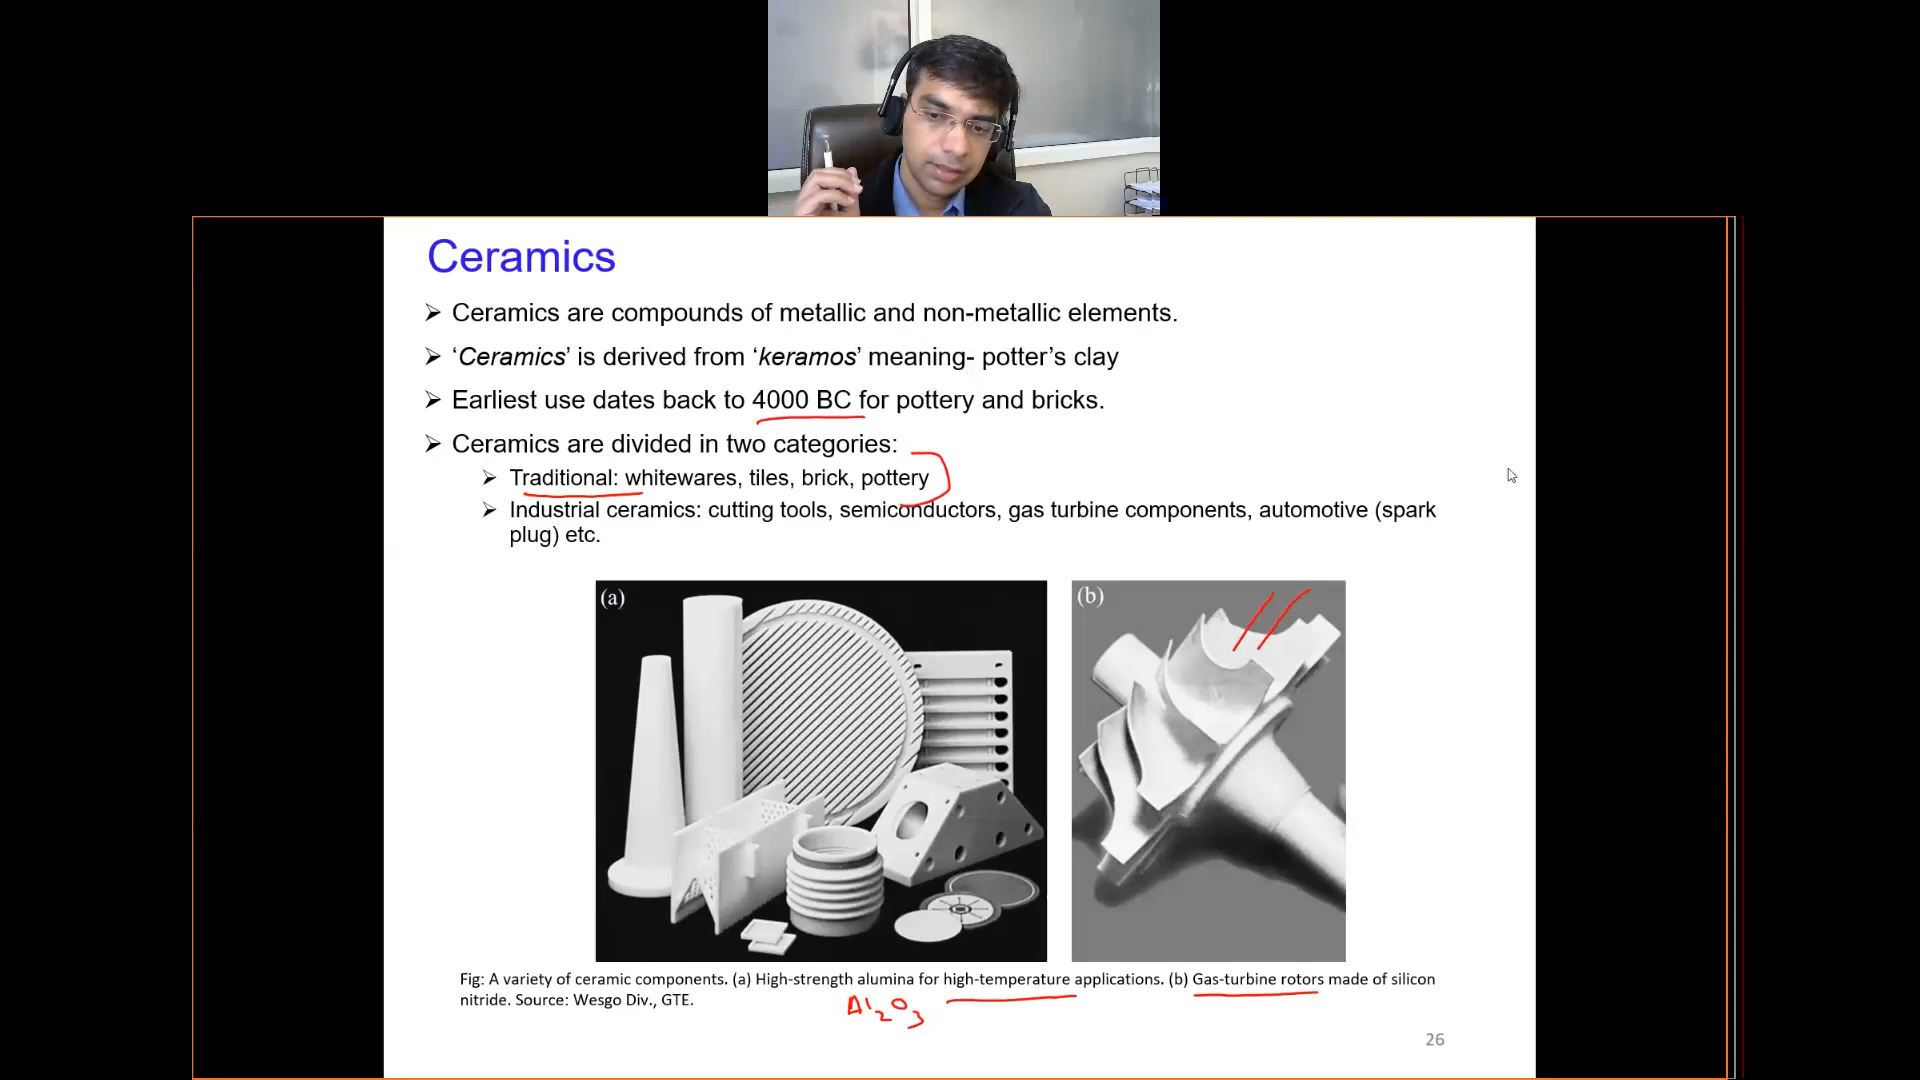 Ceramics
➢ Ceramics are compounds of metallic and non-metallic elements.
➢ ‘Ceramics’ is derived from ‘keramos’ meaning- potter’s clay
➢ Earliest use dates back to 4000 BC for pottery and bricks.
➢ Ceramics are divided in two categories:
➢ Traditional: whitewares, tiles, brick, pottery
➢ Industrial ceramics: cutting tools, semiconductors, gas turbine components, automotive (spark
plug) etc.
(a)
(b)
Fig: A variety of ceramic components. (a) High-strength alumina for high-temperature applications. (b) Gas-turbine rotors made of silicon
nitride. Source: Wesgo Div., GTE.
Al2O3
26